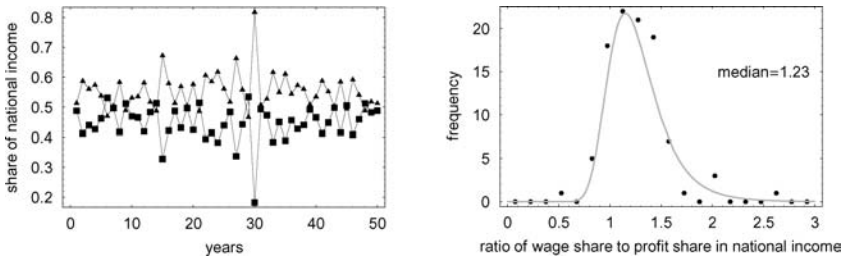 share of national income
0.8
0.7
0.6
0.5
0.4
0.3
0.2
0 10 20 30 40 50
years
frequency
20
15
10
5
0
median=1.23
0 0.5 1 1.5 2 2.5 3
ratio of wage share to profit share in national income